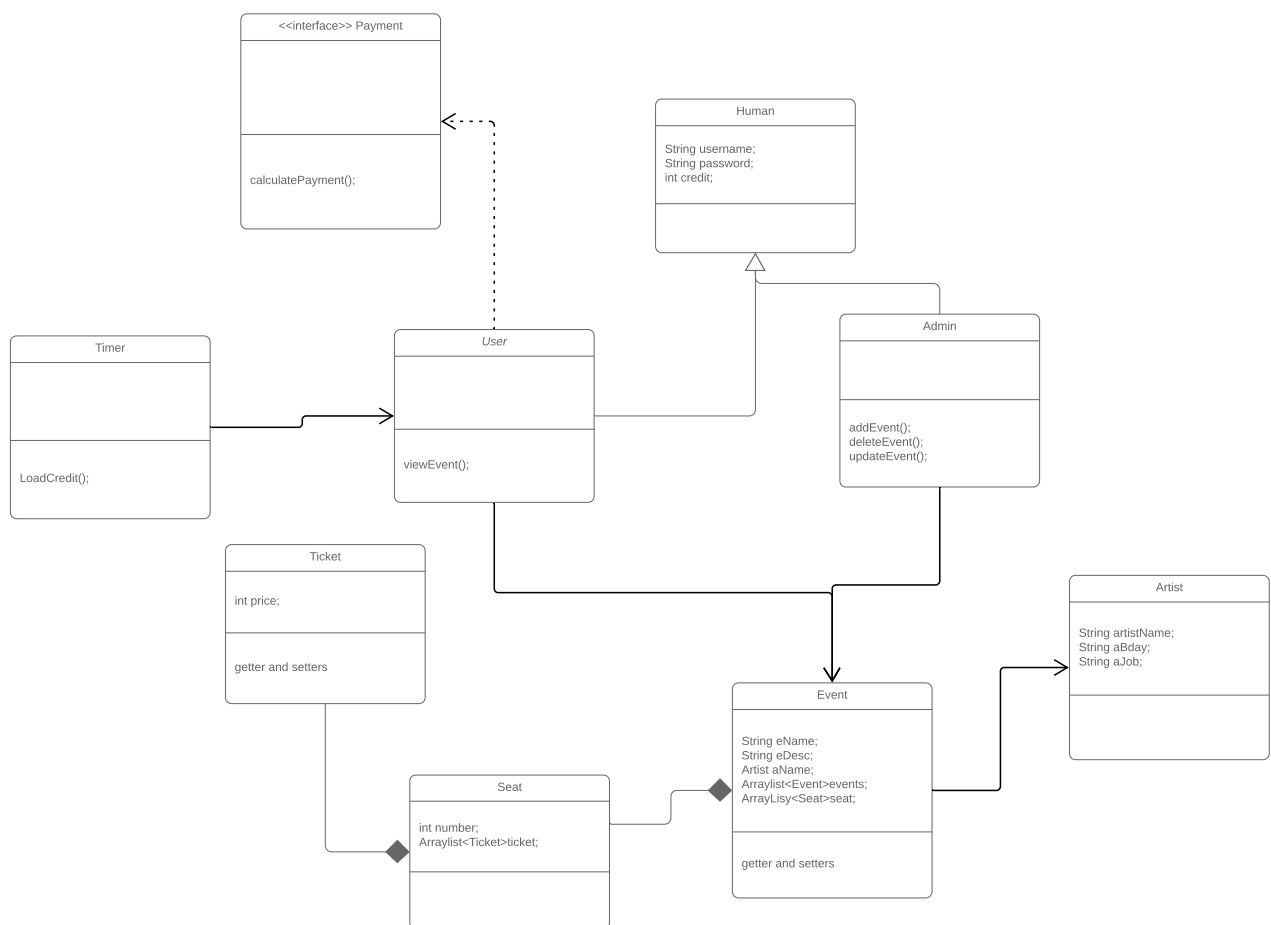 <<interface>> Payment
calculatePayment();
Human
String username;
String password;
int credit;
Timer
LoadCredit();
User
viewEvent();
Admin
addEvent();
deleteEvent();
updateEvent();
Ticket
int price;
getter and setters
Artist
String artistName;
String aBday;
String aJob;
Seat
int number;
Arraylist<Ticket>ticket;
Event
String eName;
String eDesc;
Artist aName;
Arraylist<Event>events;
ArrayLisy<Seat>seat;
getter and setters